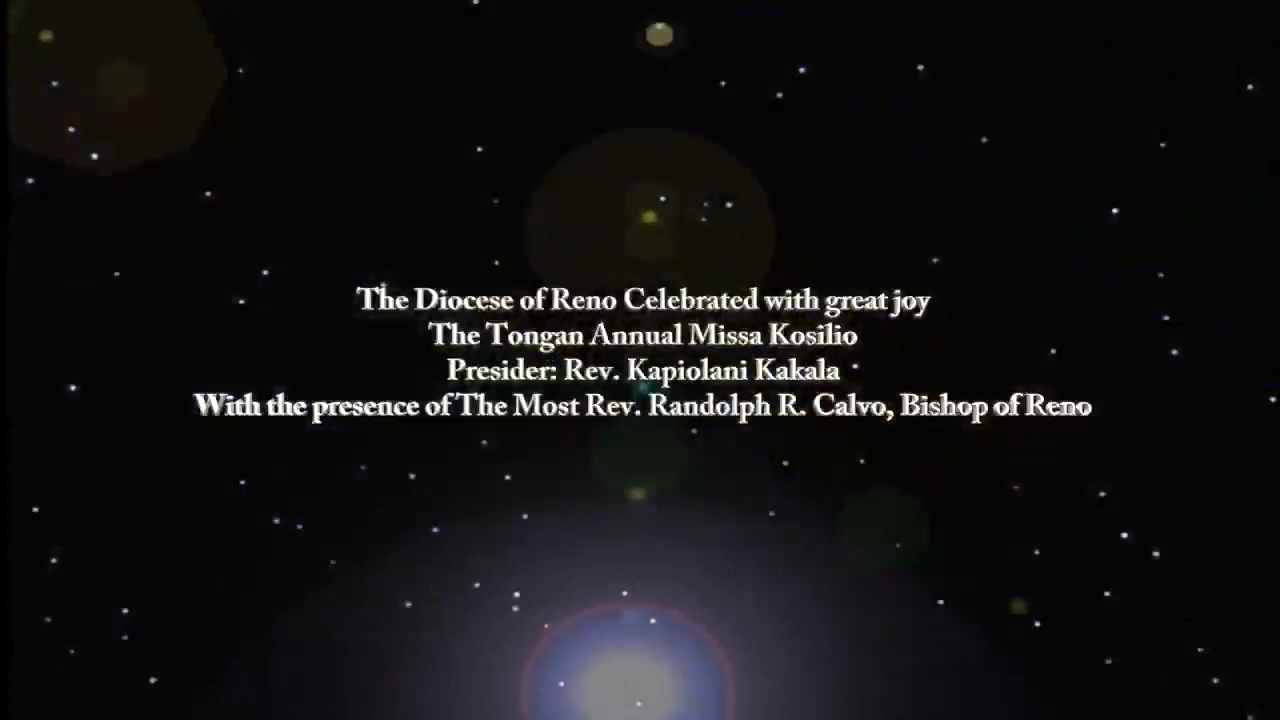 The Diocese of Reno Celebrated with great joy
The Tongan Annual Missa Kosilio
Presider: Rev. Kapiolani Kakala
With the presence of The Most Rev. Randolph R. Calvo, Bishop of Reno